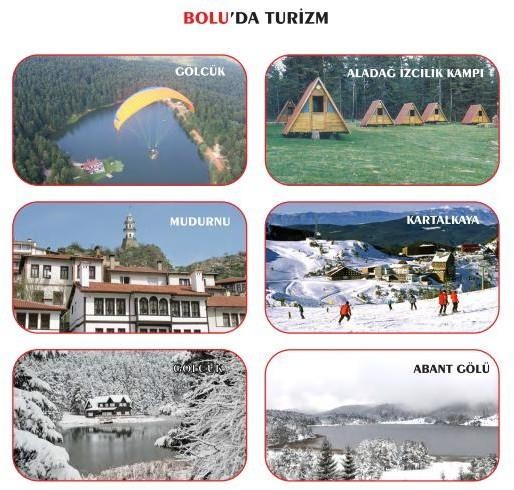 BOLU'DA TURİZM
GÖLCÜK
ALADAĞ İZCİLİK KAMPI
MUDURNU
KARTALKAYA
GÖLCÜK
ABANT GÖLÜ